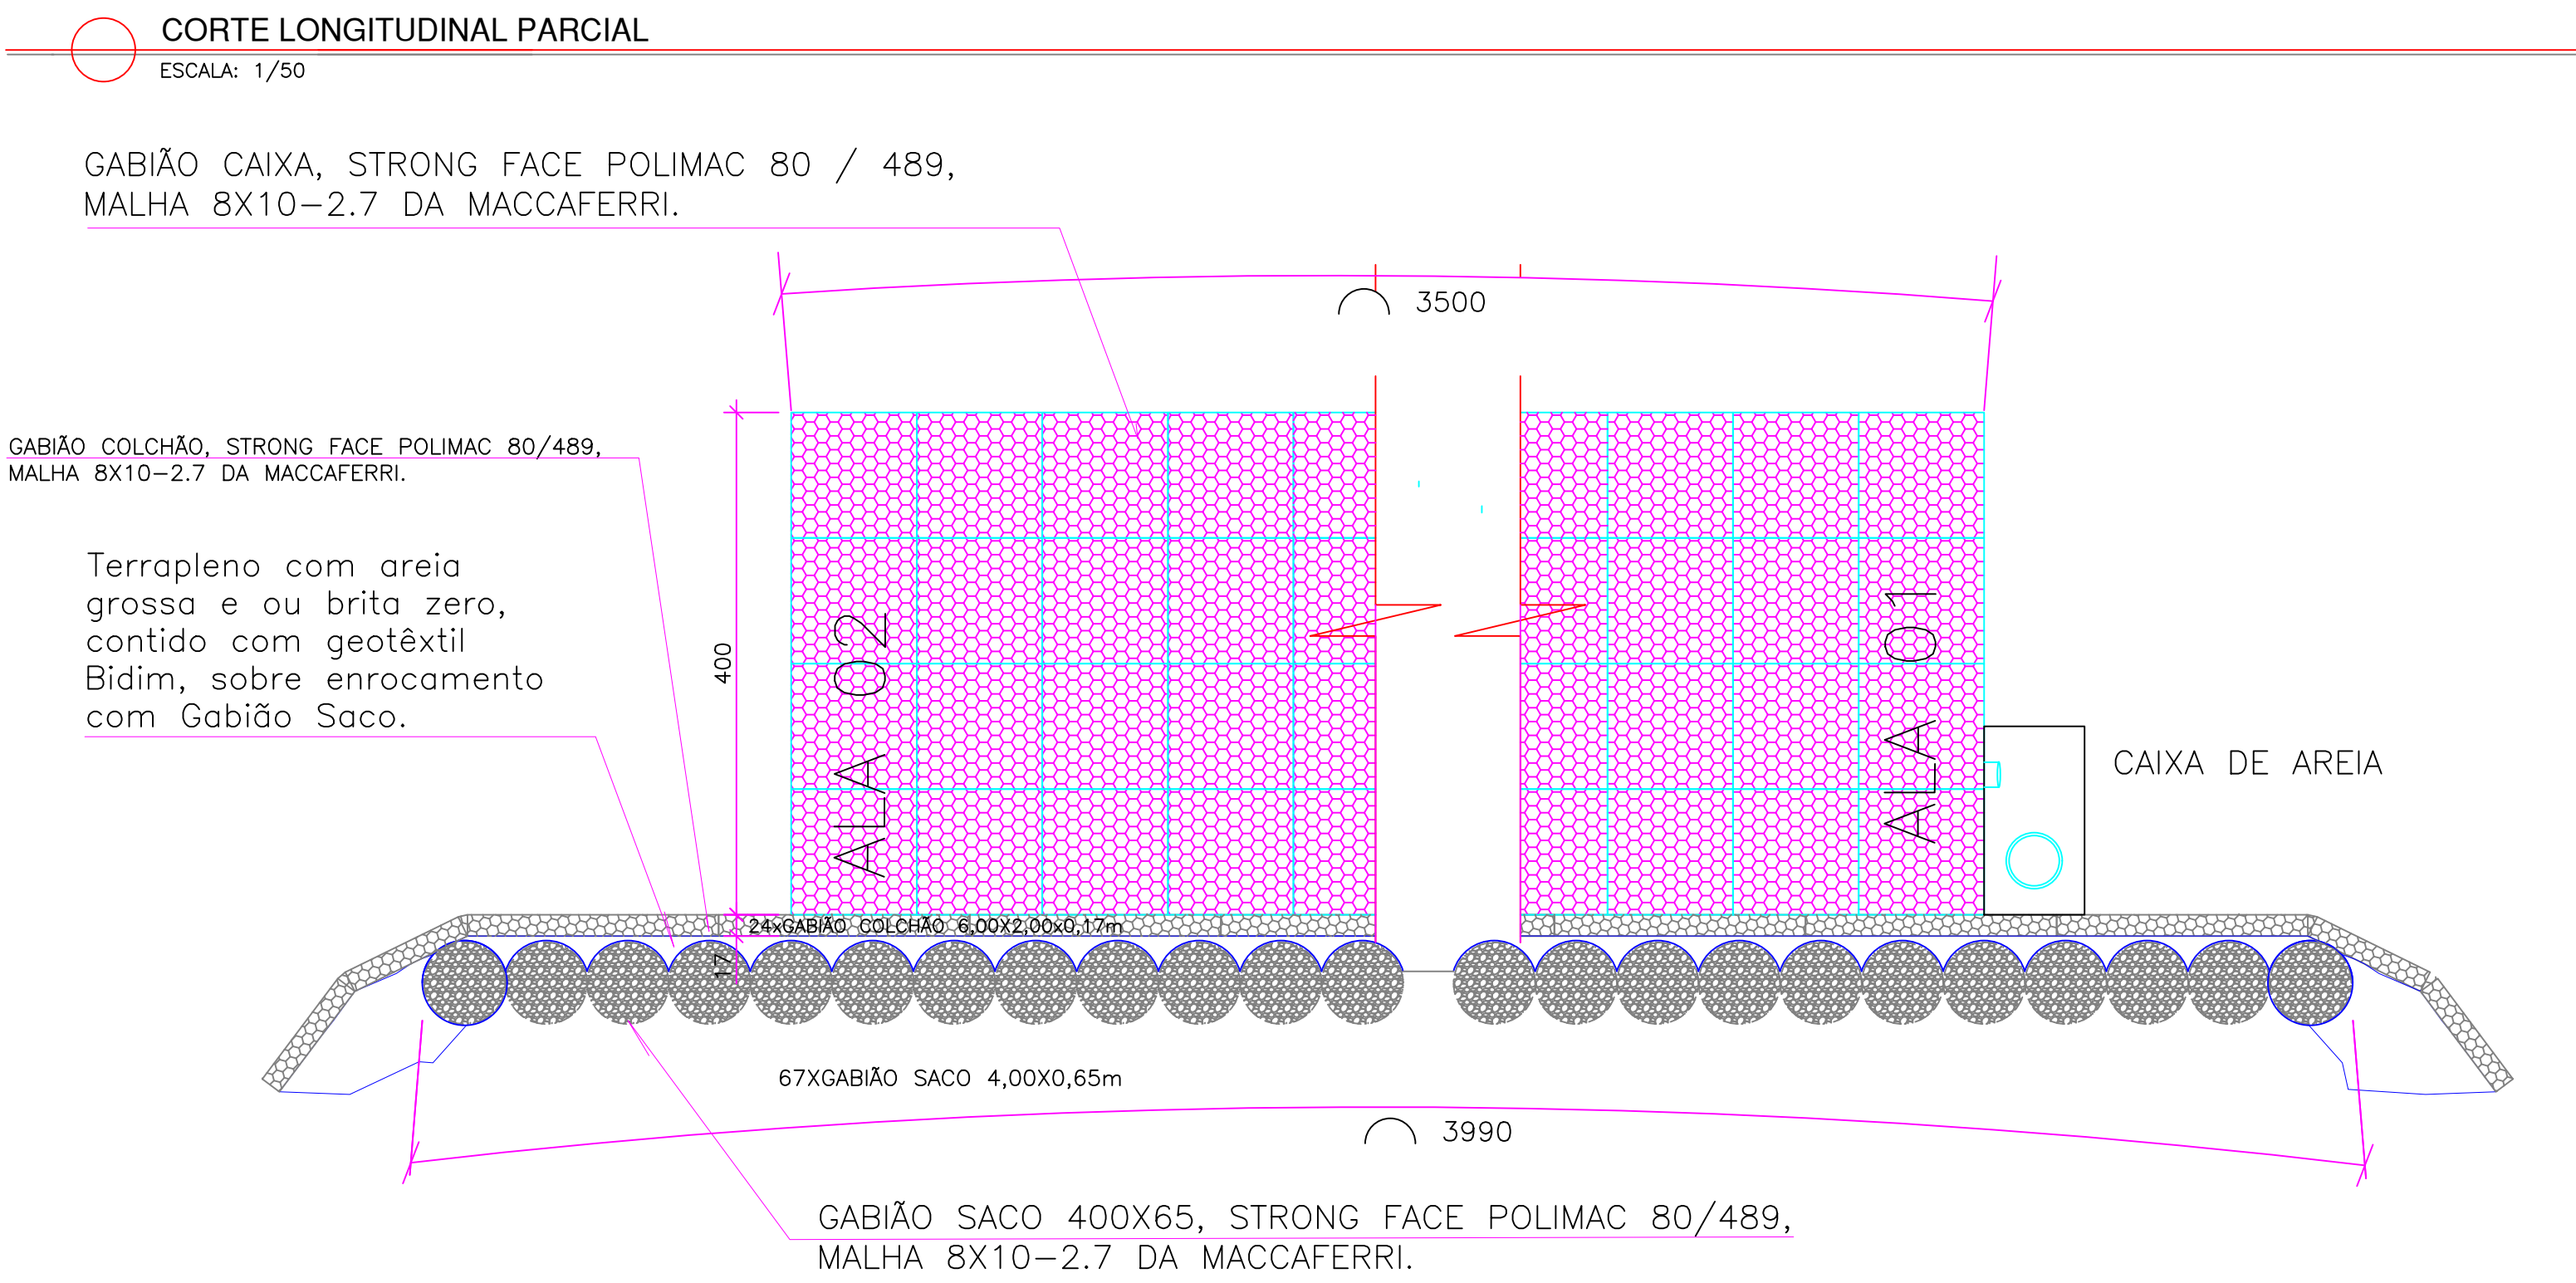 CORTE LONGITUDINAL PARCIAL
ESCALA: 1/50
GABIÃO CAIXA, STRONG FACE POLIMAC 80 / 489,
MALHA 8X10-2.7 DA MACCAFERRI.
3500
GABIÃO COLCHÃO, STRONG FACE POLIMAC 80/489,
MALHA 8X10-2.7 DA MACCAFERRI.
Terrapleno com areia
grossa e ou brita zero,
contido com geotêxtil
Bidim, sobre enrocamento
com Gabião Saco.
400
ALA 02
ALA 01
CAIXA DE AREIA
24xGABIÃO COLCHÃO 6,00X2,00x0,17m
17
67XGABIÃO SACO 4,00X0,65m
3990
GABIÃO SACO 400X65, STRONG FACE POLIMAC 80/489,
MALHA 8X10-2.7 DA MACCAFERRI.